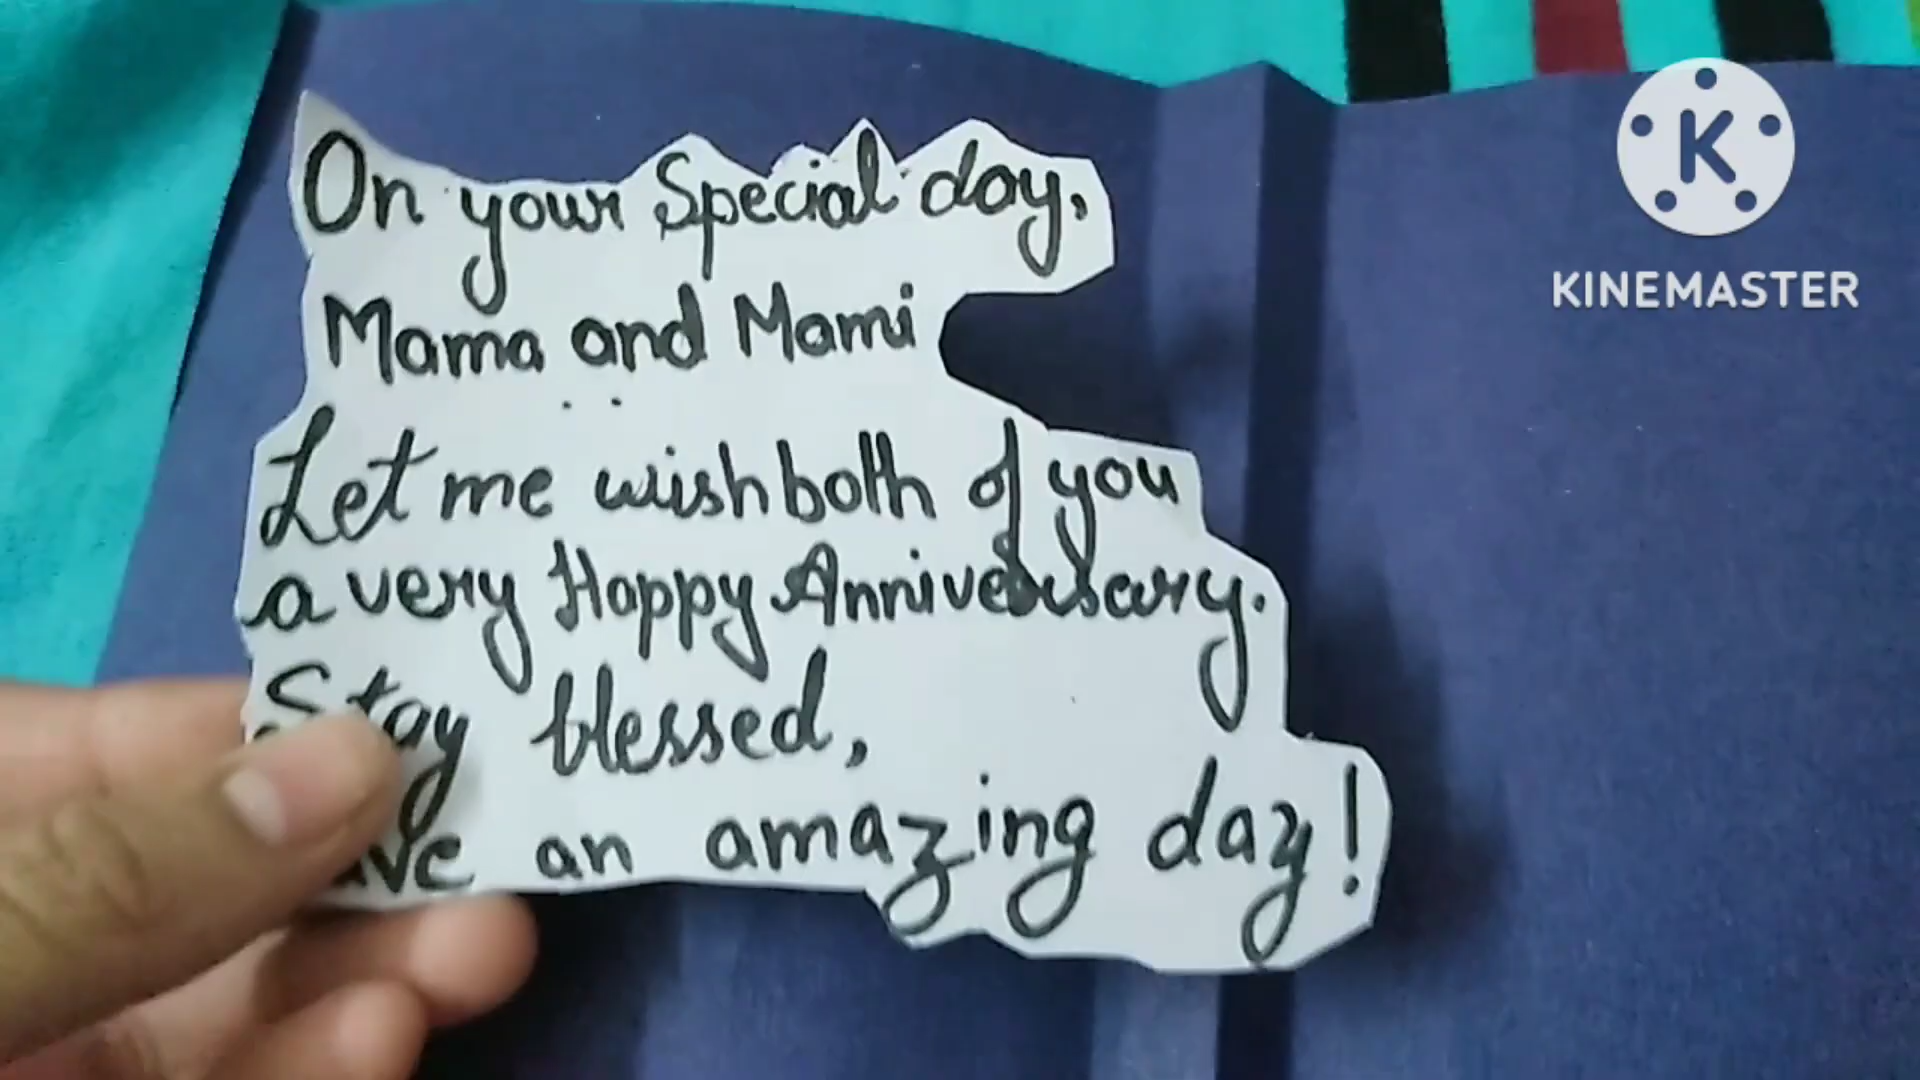 On your Special day,
Mama and Mami
Let me wish both of you
a very Happy Anniversary.
Stay blessed,
an amazing day!
K
KINEMASTER